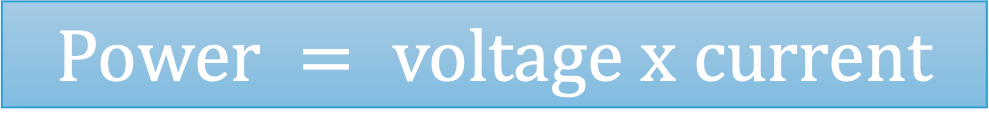 Power = voltage x current